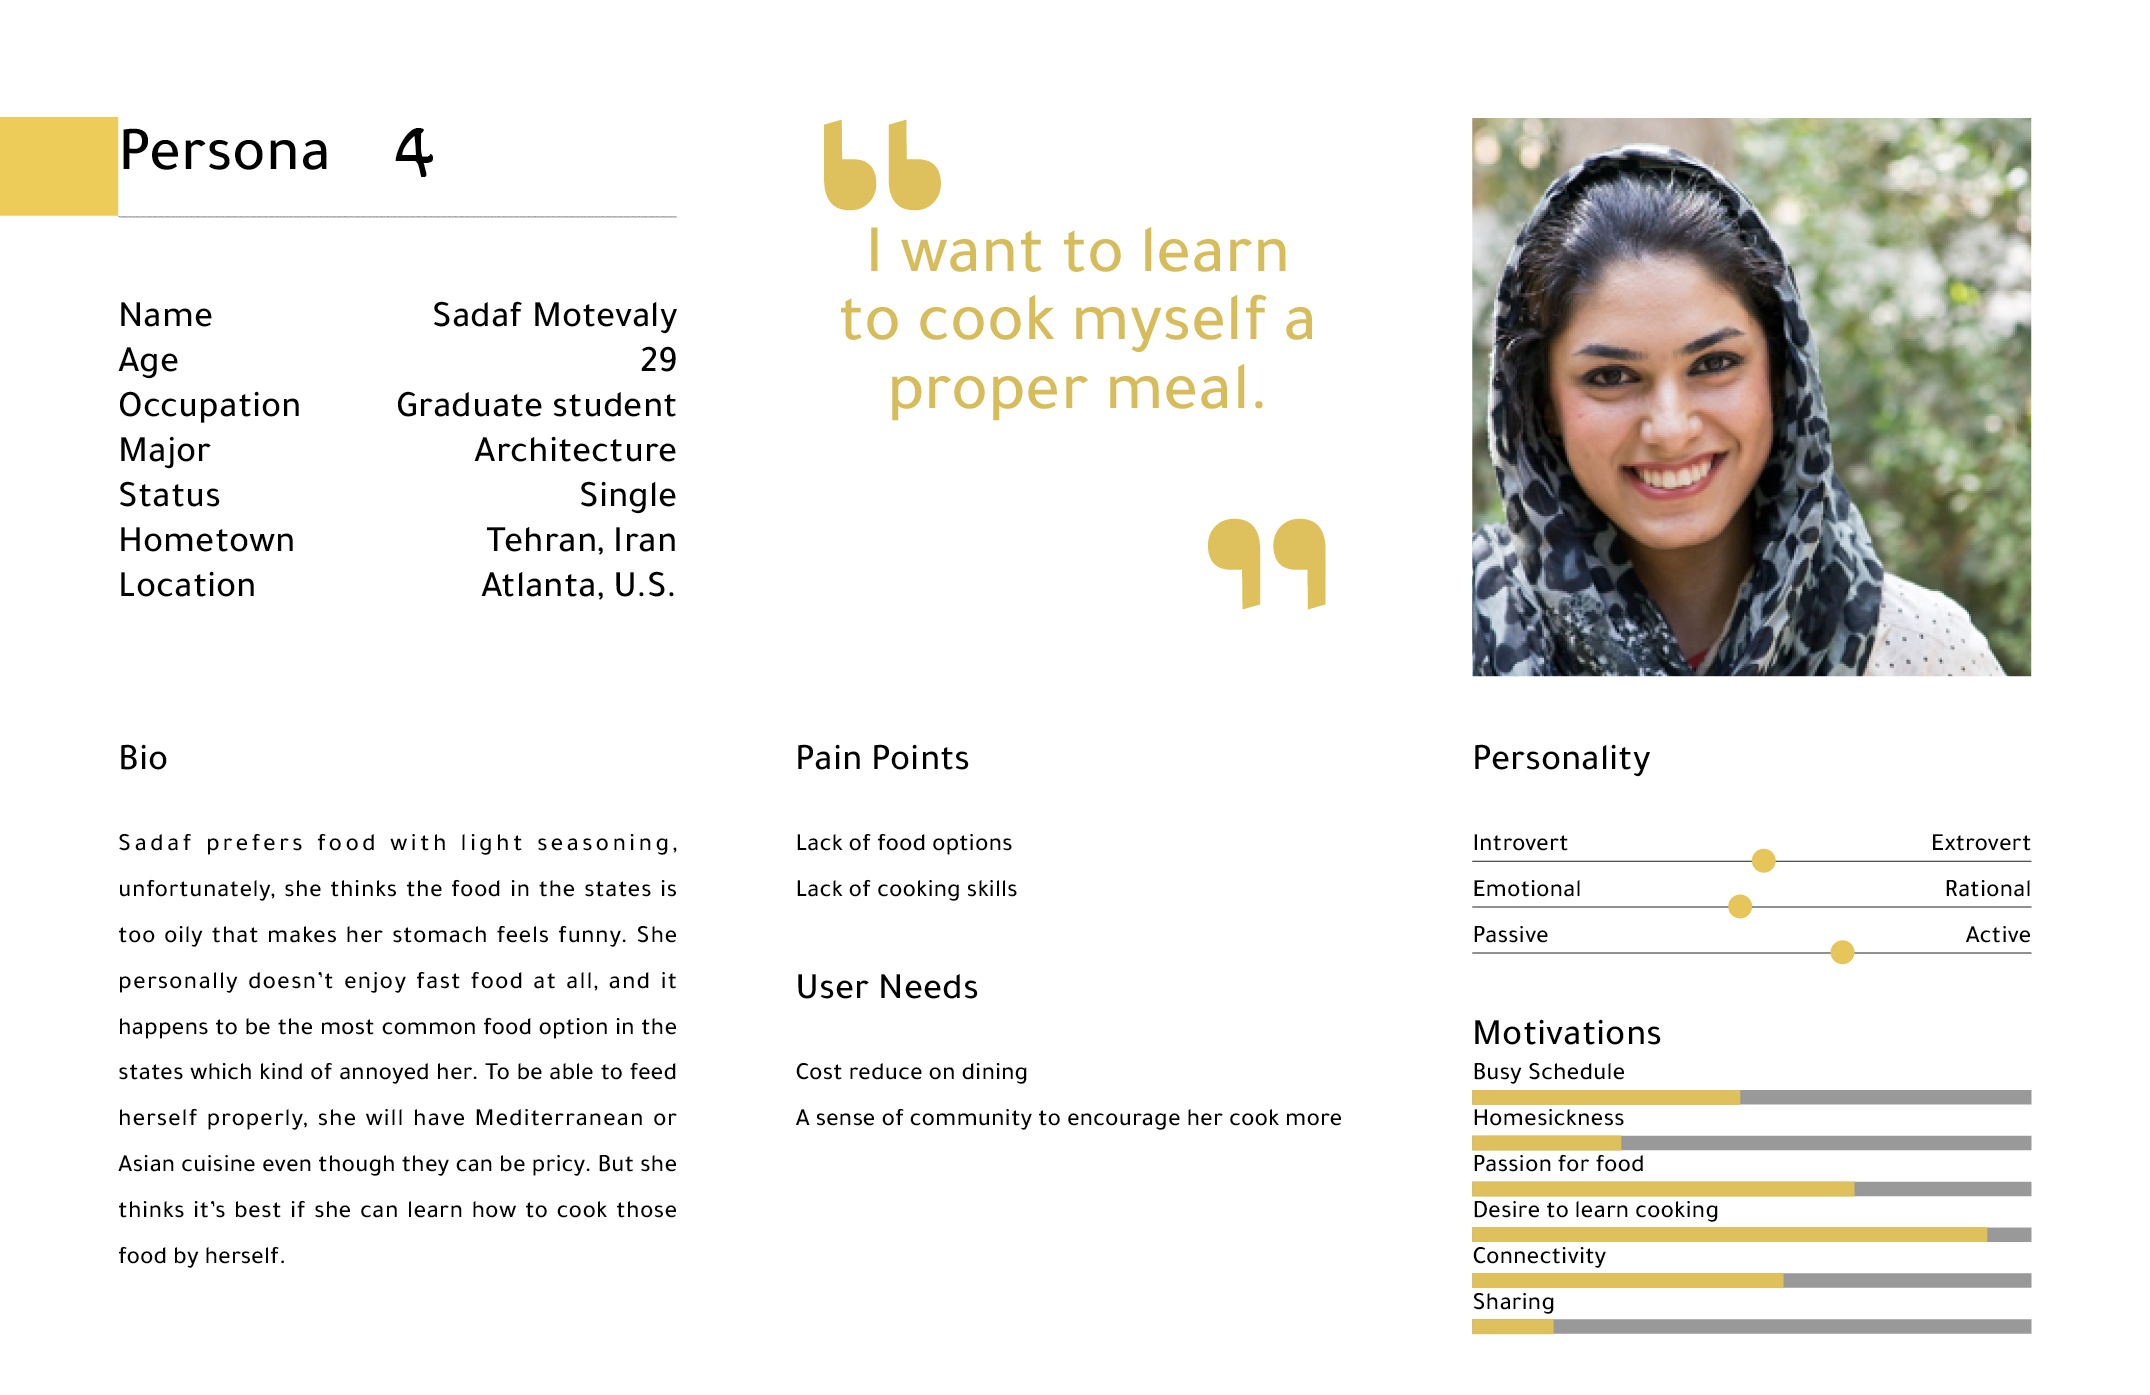 Persona 4
Name Sadaf Motevaly
Age 29
Occupation Graduate student
Major Architecture
Status Single
Hometown Tehran, Iran
Location Atlanta, U.S.
“
I want to learn
to cook myself a
proper meal.
”
Bio
Sadaf prefers food with light seasoning,
unfortunately, she thinks the food in the states is
too oily that makes her stomach feels funny. She
personally doesn’t enjoy fast food at all, and it
happens to be the most common food option in the
states which kind of annoyed her. To be able to feed
herself properly, she will have Mediterranean or
Asian cuisine even though they can be pricy. But she
thinks it’s best if she can learn how to cook those
food by herself.
Pain Points
Lack of food options
Lack of cooking skills
User Needs
Cost reduce on dining
A sense of community to encourage her cook more
Personality
Introvert Extrovert
Emotional Rational
Passive Active
Motivations
Busy Schedule
Homesickness
Passion for food
Desire to learn cooking
Connectivity
Sharing